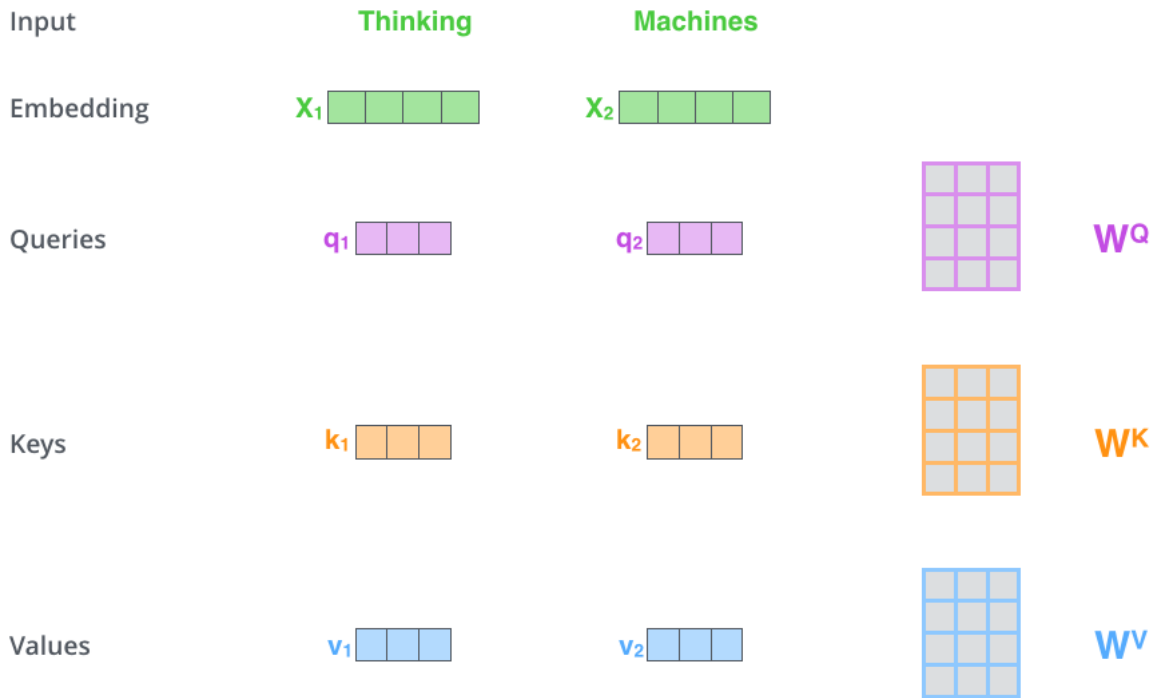 Input Thinking Machines
Embedding X1 X2
Queries q1 q2 WQ
Keys k1 k2 WK
Values v1 v2 WV